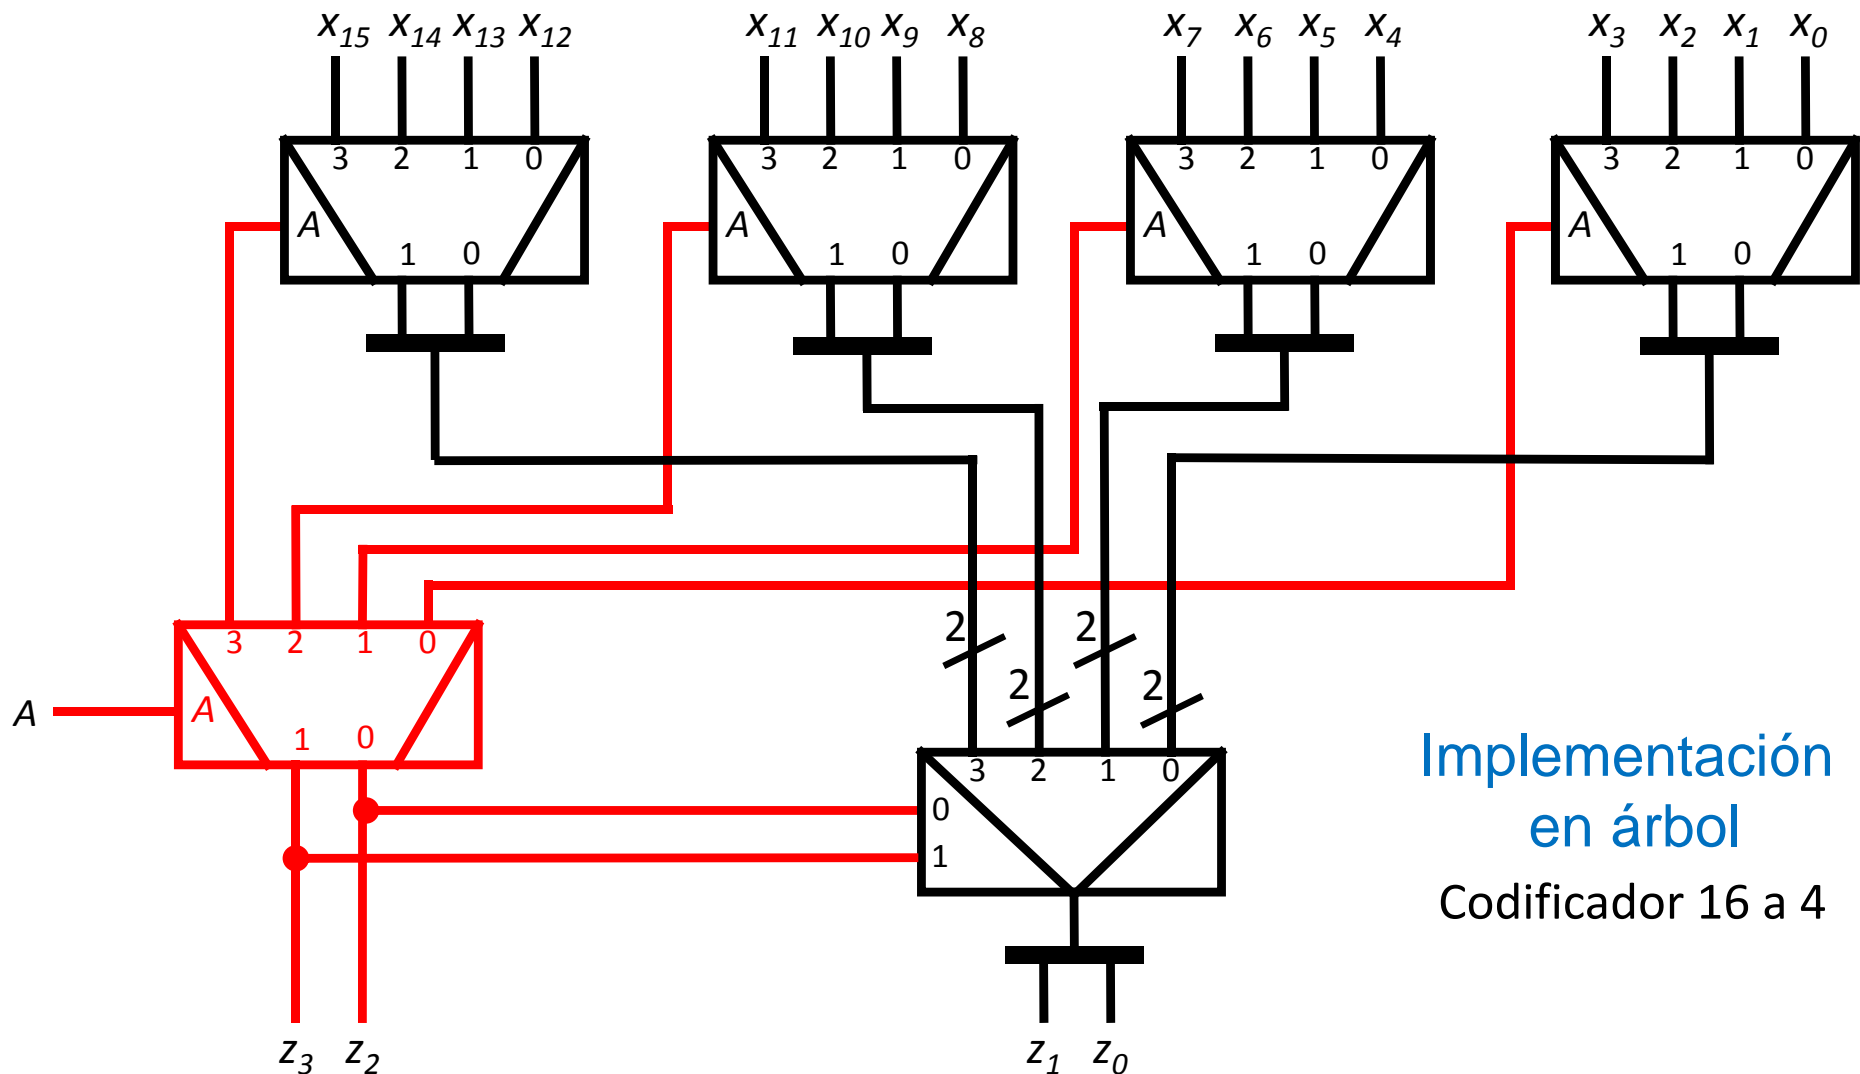 x15 x14 x13 x12 x11 x10 x9 x8 x7 x6 x5 x4 x3 x2 x1 x0
3 2 1 0 3 2 1 0 3 2 1 0 3 2 1 0
A A A A
1 0 1 0 1 0 1 0
2 2
3 2 1 0
2 2
A A
1 0
3 2 1 0
Implementación
0
en árbol
1
Codificador 16 a 4
z3 z2 z1 z0